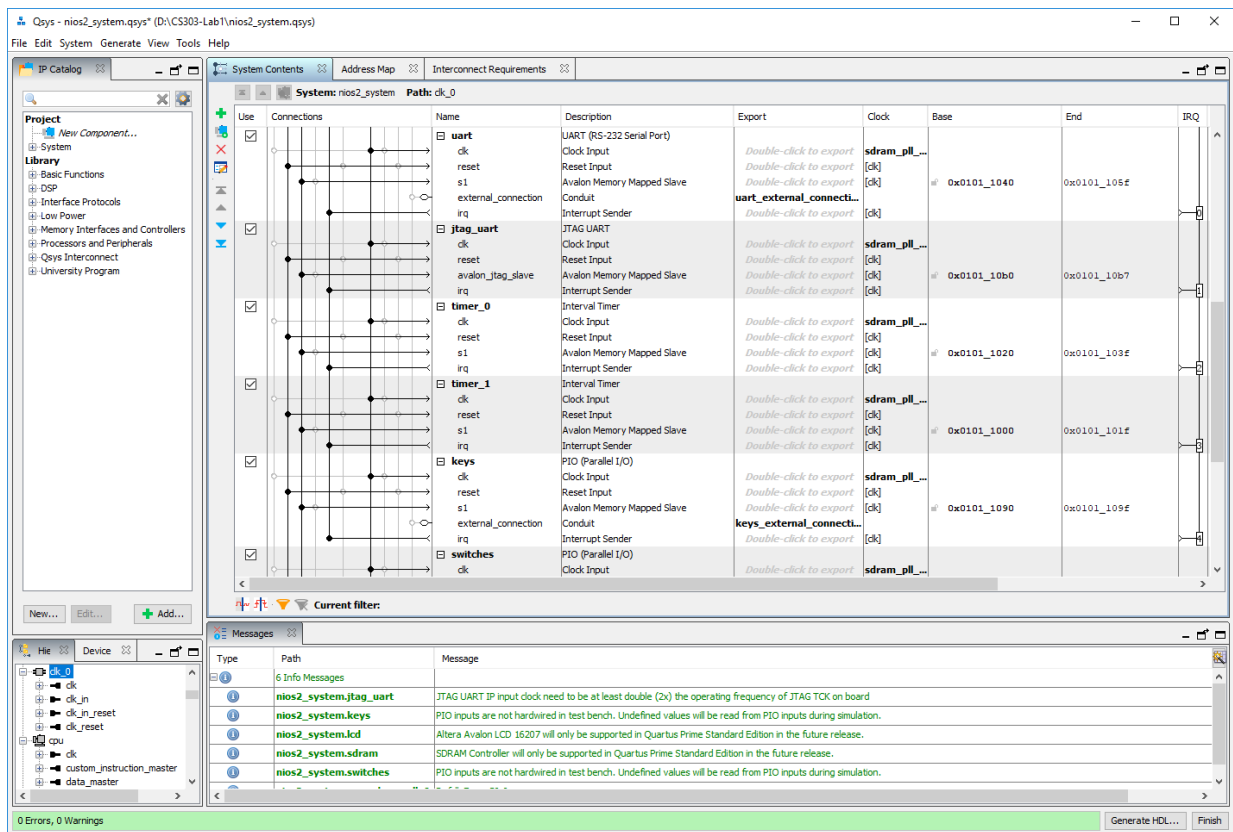 Qsys - nios2_system.qsys* (D:\CS303-Lab1\nios2_system.qsys)
File Edit System Generate View Tools Help
IP Catalog
Project
New Component...
System
Library
Basic Functions
DSP
Interface Protocols
Low Power
Memory Interfaces and Controllers
Processors and Peripherals
Qsys Interconnect
University Program
New... Edit... Add...
System Contents Address Map Interconnect Requirements
System: nios2_system Path: clk_0
Use Connections Name Description Export Clock Base End IRQ
uart UART (RS-232 Serial Port)
clk Clock Input Double-click to export sdram_pll_...
reset Reset Input Double-click to export [clk]
s1 Avalon Memory Mapped Slave Double-click to export [clk] 0x0101_1040 0x0101_105f
external_connection Conduit uart_external_connecti...
irq Interrupt Sender Double-click to export [clk] 0
jtag_uart JTAG UART
clk Clock Input Double-click to export sdram_pll_...
reset Reset Input Double-click to export [clk]
avalon_jtag_slave Avalon Memory Mapped Slave Double-click to export [clk] 0x0101_10b0 0x0101_10b7
irq Interrupt Sender Double-click to export [clk] 1
timer_0 Interval Timer
clk Clock Input Double-click to export sdram_pll_...
reset Reset Input Double-click to export [clk]
s1 Avalon Memory Mapped Slave Double-click to export [clk] 0x0101_1020 0x0101_103f
irq Interrupt Sender Double-click to export [clk] 2
timer_1 Interval Timer
clk Clock Input Double-click to export sdram_pll_...
reset Reset Input Double-click to export [clk]
s1 Avalon Memory Mapped Slave Double-click to export [clk] 0x0101_1000 0x0101_101f
irq Interrupt Sender Double-click to export [clk] 3
keys PIO (Parallel I/O)
clk Clock Input Double-click to export sdram_pll_...
reset Reset Input Double-click to export [clk]
s1 Avalon Memory Mapped Slave Double-click to export [clk] 0x0101_1090 0x0101_109f
external_connection Conduit keys_external_connecti...
irq Interrupt Sender Double-click to export [clk] 4
switches PIO (Parallel I/O)
clk Clock Input Double-click to export sdram_pll_...
Current filter:
Hie Device
clk_0
clk
clk_in
clk_in_reset
clk_reset
cpu
clk
custom_instruction_master
data_master
Messages
Type Path Message
6 Info Messages
nios2_system.jtag_uart JTAG UART IP input clock need to be at least double (2x) the operating frequency of JTAG TCK on board
nios2_system.keys PIO inputs are not hardwired in test bench. Undefined values will be read from PIO inputs during simulation.
nios2_system.lcd Altera Avalon LCD 16207 will only be supported in Quartus Prime Standard Edition in the future release.
nios2_system.sdram SDRAM Controller will only be supported in Quartus Prime Standard Edition in the future release.
nios2_system.switches PIO inputs are not hardwired in test bench. Undefined values will be read from PIO inputs during simulation.
0 Errors, 0 Warnings
Generate HDL... Finish